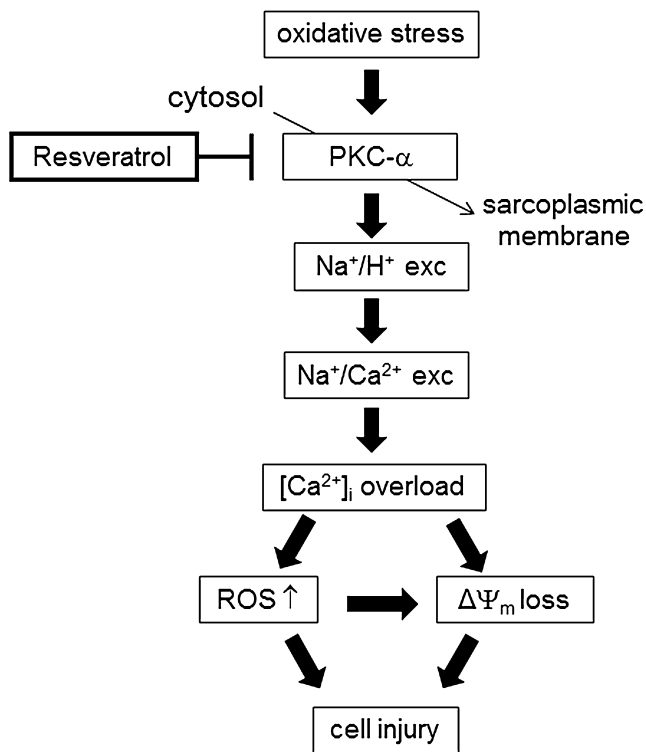 oxidative stress
cytosol
Resveratrol
PKC-α
sarcoplasmic
membrane
Na⁺/H⁺ exc
Na⁺/Ca²⁺ exc
[Ca²⁺]ᵢ overload
ROS↑
ΔΨₘ loss
cell injury